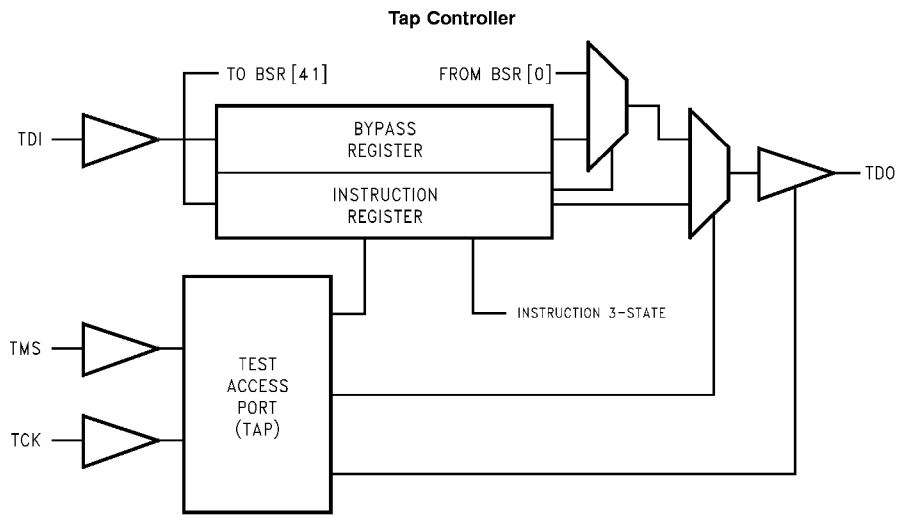 Tap Controller
TO BSR [41]
FROM BSR [0]
TDI
BYPASS
REGISTER
TDO
INSTRUCTION
REGISTER
INSTRUCTION 3-STATE
TMS
TEST
ACCESS
PORT
(TAP)
TCK